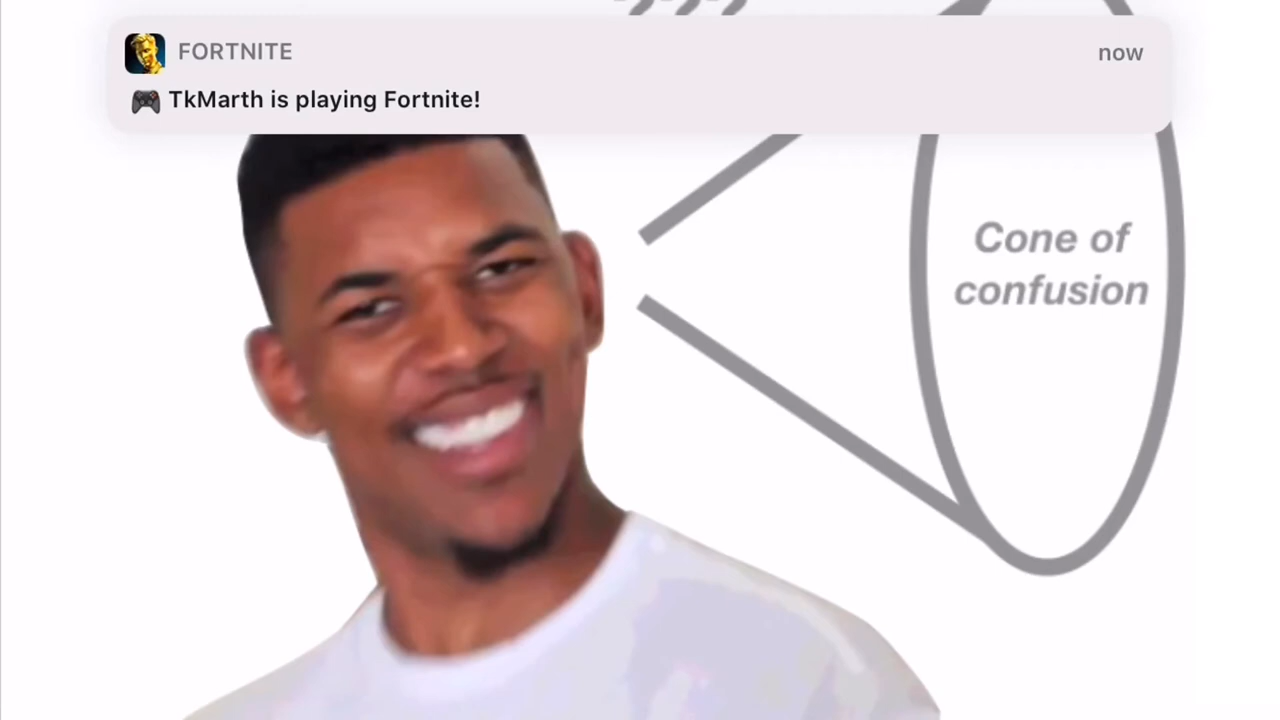 FORTNITE
now
🎮 TkMarth is playing Fortnite!
Cone of
confusion